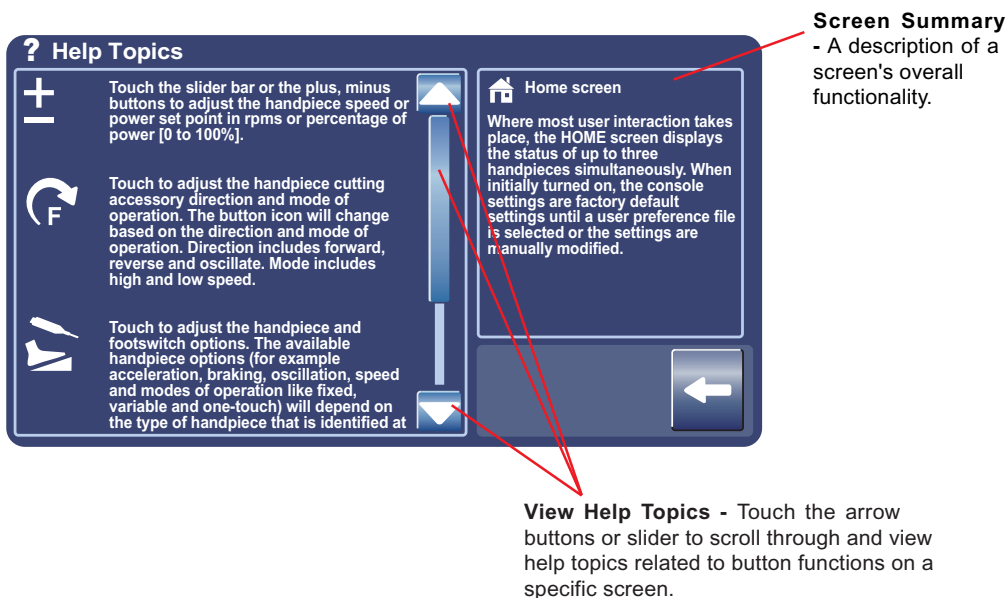 Screen Summary
- A description of a
screen's overall
functionality.
? Help Topics
Touch the slider bar or the plus, minus
buttons to adjust the handpiece speed or
power set point in rpms or percentage of
power [0 to 100%].
F
Touch to adjust the handpiece cutting
accessory direction and mode of
operation. The button icon will change
based on the direction and mode of
operation. Direction includes forward,
reverse and oscillate. Mode includes
high and low speed.
Touch to adjust the handpiece and
footswitch options. The available
handpiece options (for example
acceleration, braking, oscillation, speed
and modes of operation like fixed,
variable and one-touch) will depend on
the type of handpiece that is identified at
Home screen
Where most user interaction takes
place, the HOME screen displays
the status of up to three
handpieces simultaneously. When
initially turned on, the console
settings are factory default
settings until a user preference file
is selected or the settings are
manually modified.
View Help Topics - Touch the arrow
buttons or slider to scroll through and view
help topics related to button functions on a
specific screen.